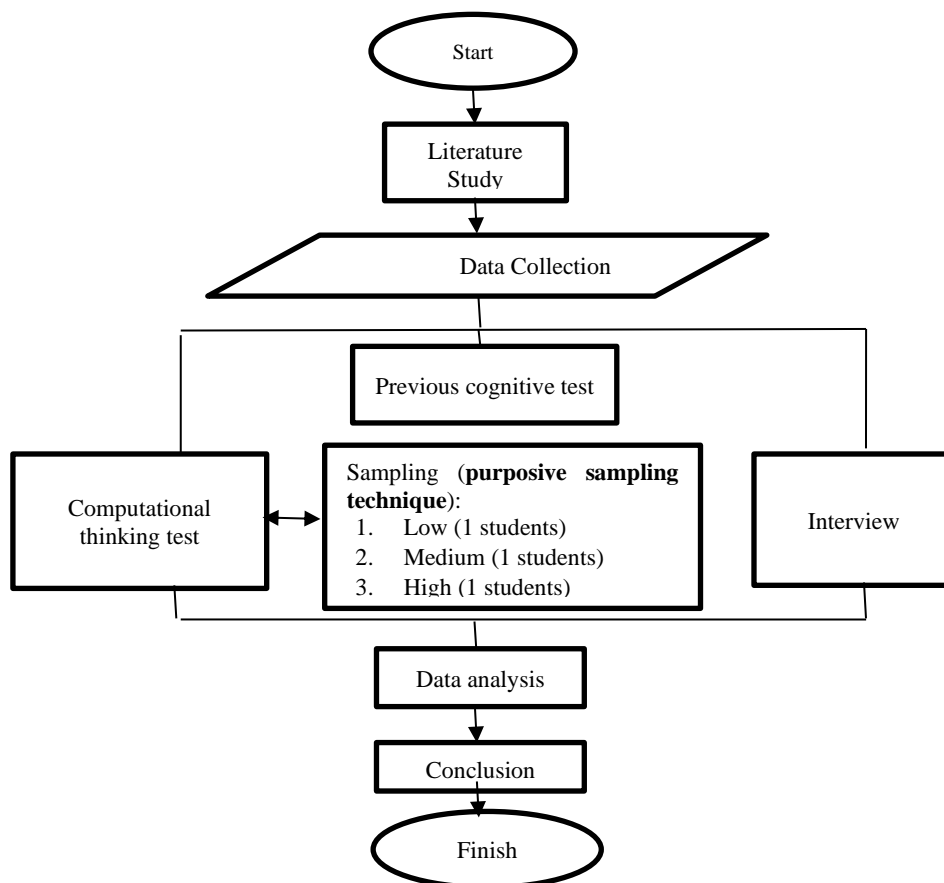 Start
Literature
Study
Data Collection
Previous cognitive test
Computational
thinking test
Sampling (purposive sampling
technique):
1. Low (1 students)
2. Medium (1 students)
3. High (1 students)
Interview
Data analysis
Conclusion
Finish